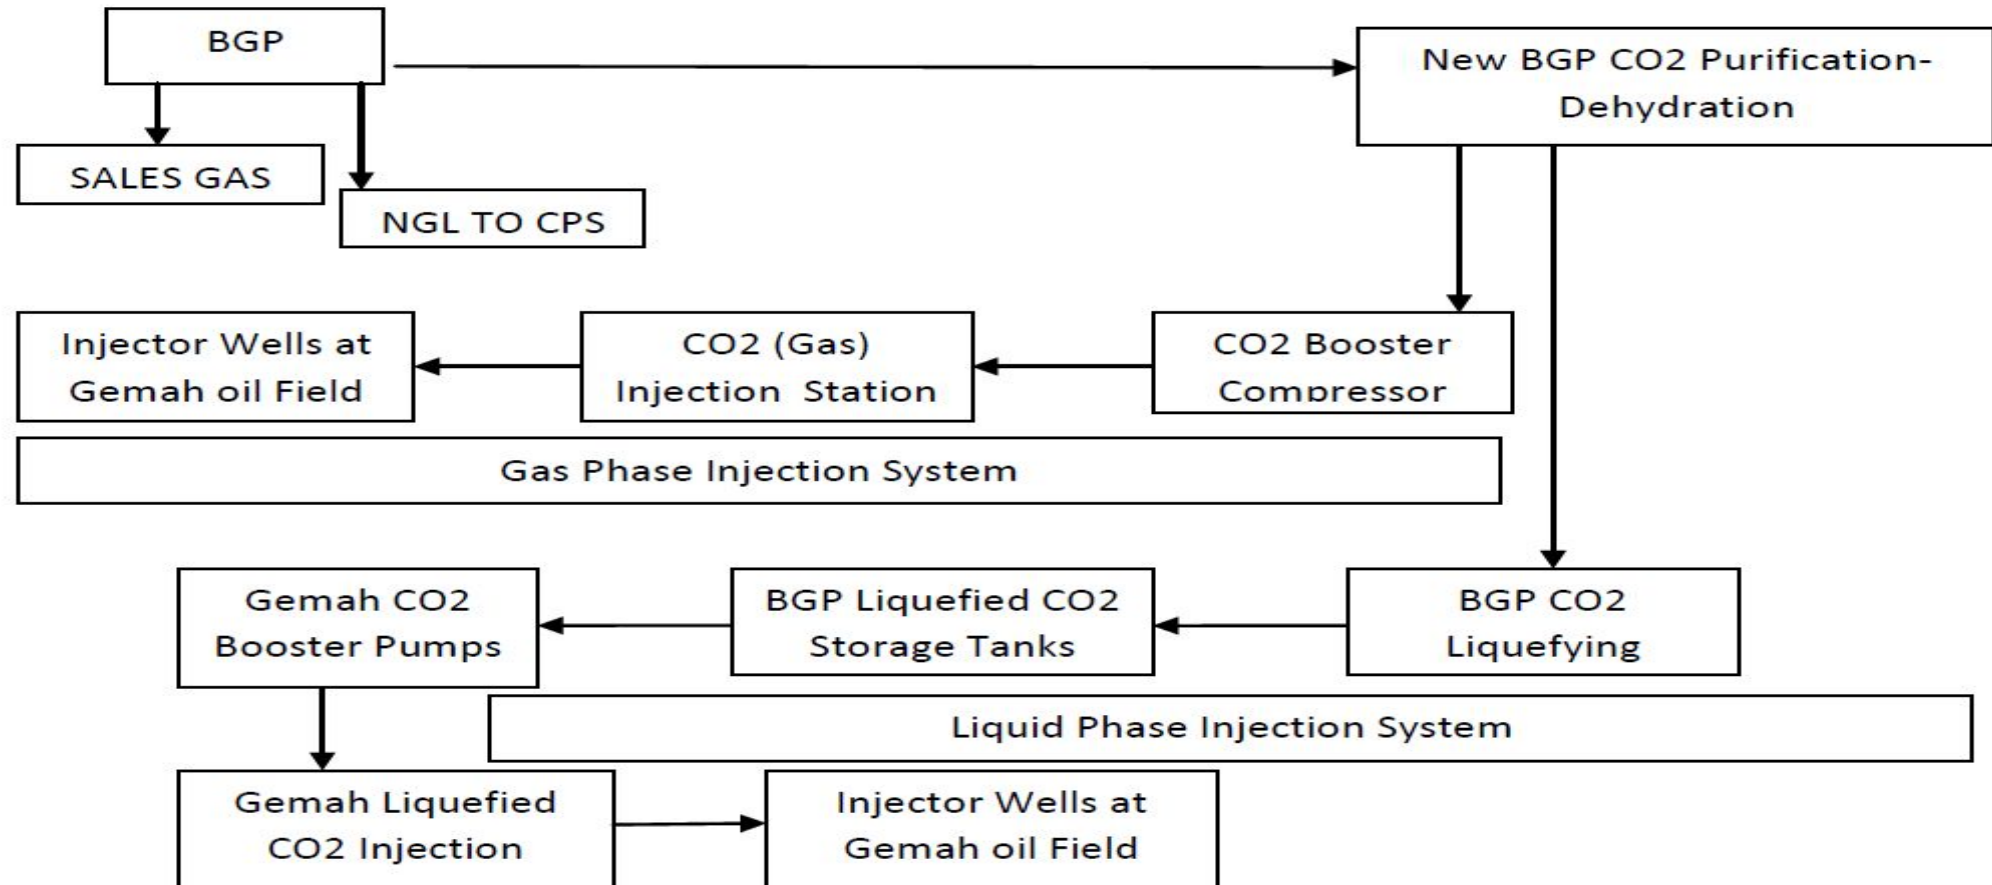 BGP
New BGP CO2 Purification-
Dehydration
SALES GAS
NGL TO CPS
Injector Wells at
Gemah oil Field
CO2 (Gas)
Injection Station
CO2 Booster
Compressor
Gas Phase Injection System
Gemah CO2
Booster Pumps
BGP Liquefied CO2
Storage Tanks
BGP CO2
Liquefying
Liquid Phase Injection System
Gemah Liquefied
CO2 Injection
Injector Wells at
Gemah oil Field